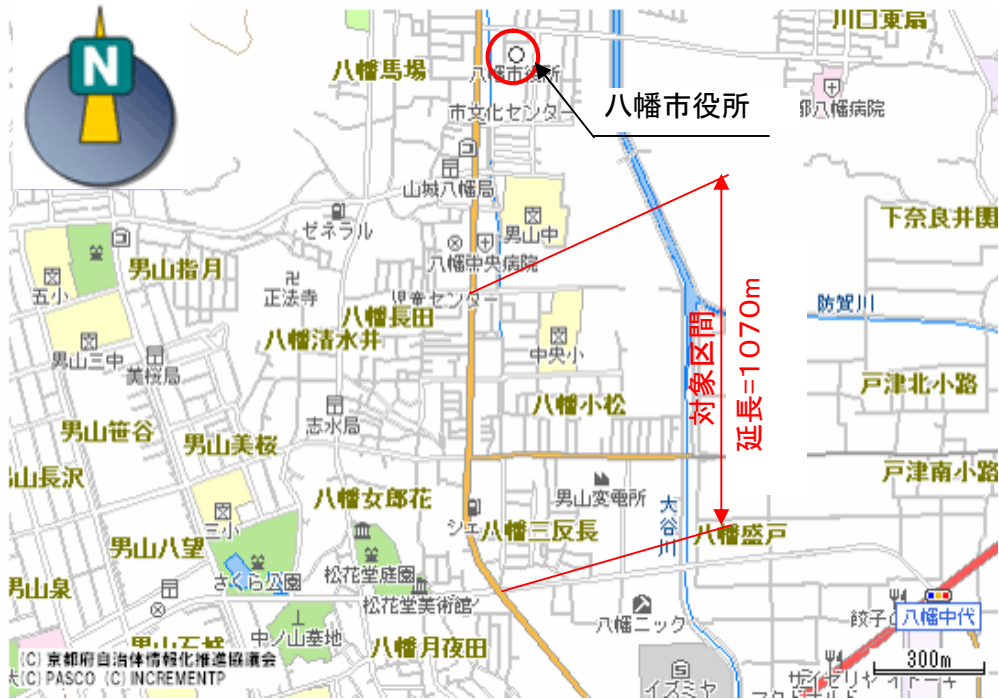 N
川口東扇
八幡馬場
八幡市役所
八幡市役所
市文化センター
都八幡病院
山城八幡局
男山中
ゼネラル
下奈良井関
八幡中央病院
男山指月
正法寺
児童センター
五小
八幡長田
防賀川
八幡清水井
男山三中
美桜局
中央小
対象区間
延長=1070m
戸津北小路
八幡小松
志水局
男山笹谷
男山美桜
男山長沢
戸津南小路
八幡女郎花
男山変電所
三小
シェ
八幡三反長
大谷川
八幡盛戸
男山八望
さくら公園
松花堂庭園
男山泉
松花堂美術館
八幡ニック
餃子の
八幡中代
中ノ山墓地
八幡月夜田
300m
イズミヤ
(C) 京都府自治体情報化推進協議会
(C) PASCO (C) INCREMENTP